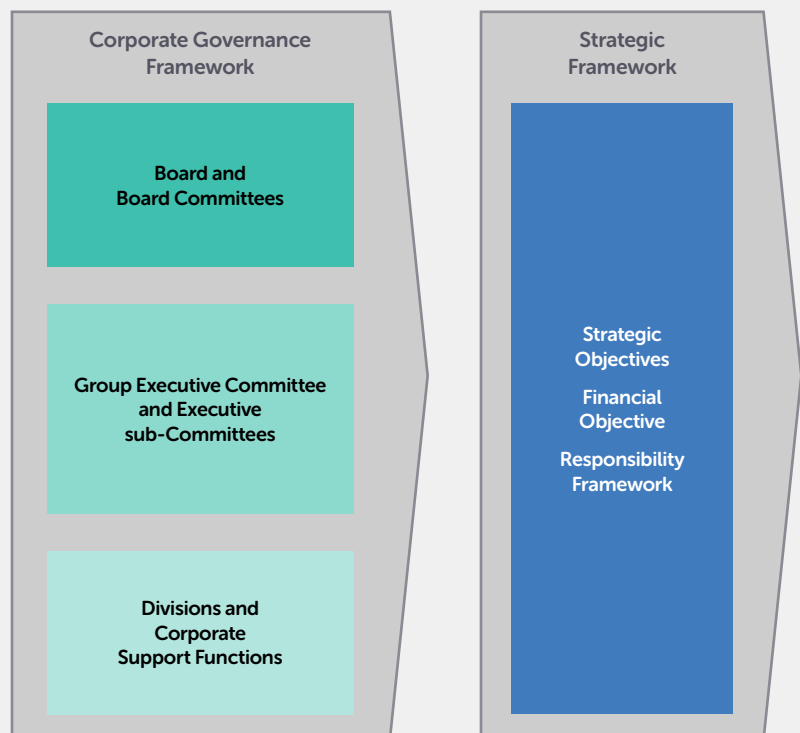 Corporate Governance
Framework
Board and
Board Committees
Group Executive Committee
and Executive
sub-Committees
Divisions and
Corporate
Support Functions
Strategic
Framework
Strategic
Objectives
Financial
Objective
Responsibility
Framework